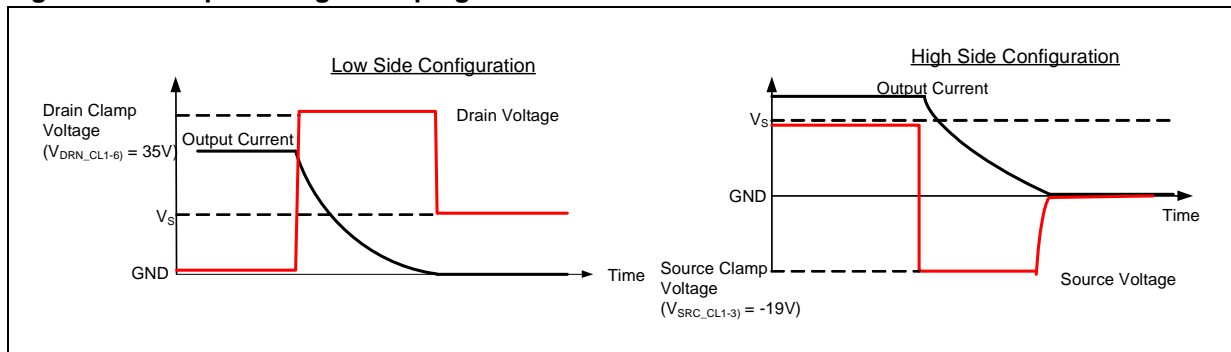 Low Side Configuration
Drain Clamp
Voltage
(VDRN_CL1-6) = 35V)
Output Current
Drain Voltage
VS
GND
Time
High Side Configuration
Output Current
VS
GND
Time
Source Clamp
Voltage
(VSRC_CL1-3) = -19V)
Source Voltage